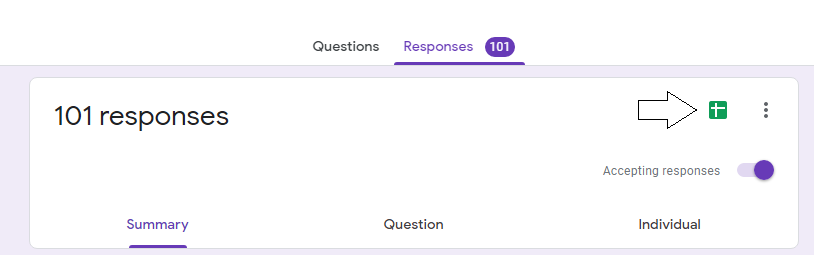 Questions Responses 101
101 responses
Accepting responses
Summary Question Individual